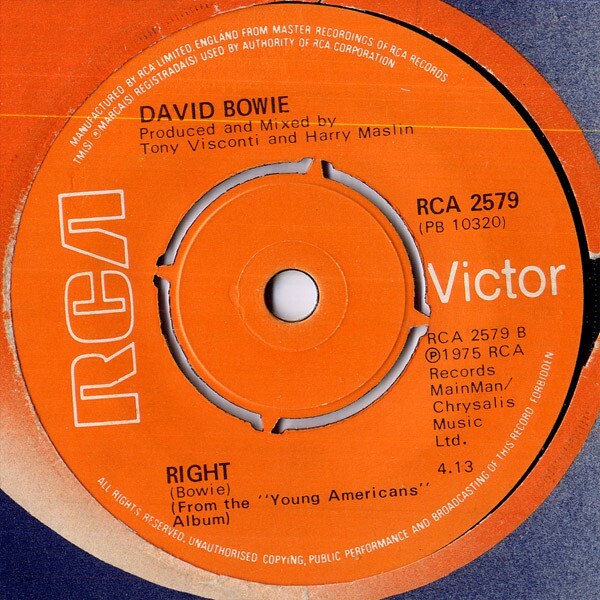 MANUFACTURED BY RCA LIMITED, ENGLAND FROM MASTER RECORDINGS OF RCA RECORDS
TM(S) ® MARCA(S) REGISTRADA(S) USED BY AUTHORITY OF RCA CORPORATION
DAVID BOWIE
Produced and Mixed by
Tony Visconti and Harry Maslin
RCA
RCA 2579
(PB 10320)
Victor
RCA 2579 B
℗1975 RCA
Records
MainMan/
Chrysalis
Music
Ltd.
4.13
RIGHT
(Bowie)
(From the "Young Americans"
Album)
ALL RIGHTS RESERVED. UNAUTHORISED COPYING, PUBLIC PERFORMANCE AND BROADCASTING OF THIS RECORD FORBIDDEN